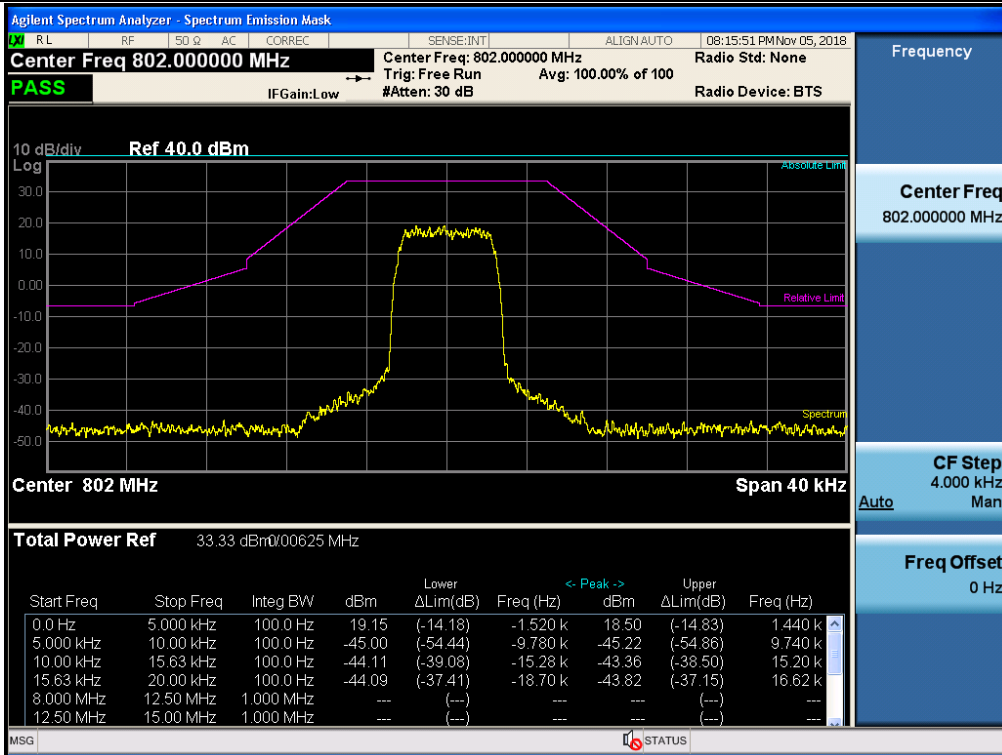 Agilent Spectrum Analyzer - Spectrum Emission Mask
LXI RL RF 50 Ω AC CORREC SENSE:INT ALIGN AUTO 08:15:51 PM Nov 05, 2018
Center Freq 802.000000 MHz Center Freq: 802.000000 MHz Radio Std: None
Trig: Free Run Avg: 100.00% of 100
PASS IFGain:Low #Atten: 30 dB Radio Device: BTS
10 dB/div Ref 40.0 dBm
Log Absolute Limit
30.0
20.0
10.0
0.00
Relative Limit
-10.0
-20.0
-30.0
-40.0
Spectrum
-50.0
Center 802 MHz Span 40 kHz
Total Power Ref 33.33 dBm/0.00625 MHz
Lower <- Peak -> Upper
Start Freq Stop Freq Integ BW dBm ΔLim(dB) Freq (Hz) dBm ΔLim(dB) Freq (Hz)
0.0 Hz 5.000 kHz 100.0 Hz 19.15 (-14.18) -1.520 k 18.50 (-14.83) 1.440 k
5.000 kHz 10.00 kHz 100.0 Hz -45.00 (-54.44) -9.780 k -45.22 (-54.86) 9.740 k
10.00 kHz 15.63 kHz 100.0 Hz -44.11 (-39.08) -15.28 k -43.36 (-38.50) 15.20 k
15.63 kHz 20.00 kHz 100.0 Hz -44.09 (-37.41) -18.70 k -43.82 (-37.15) 16.62 k
8.000 MHz 12.50 MHz 1.000 MHz --- (---) --- --- (---) ---
12.50 MHz 15.00 MHz 1.000 MHz --- (---) --- --- (---) ---
MSG STATUS
Frequency
Center Freq
802.000000 MHz
CF Step
4.000 kHz
Auto Man
Freq Offset
0 Hz